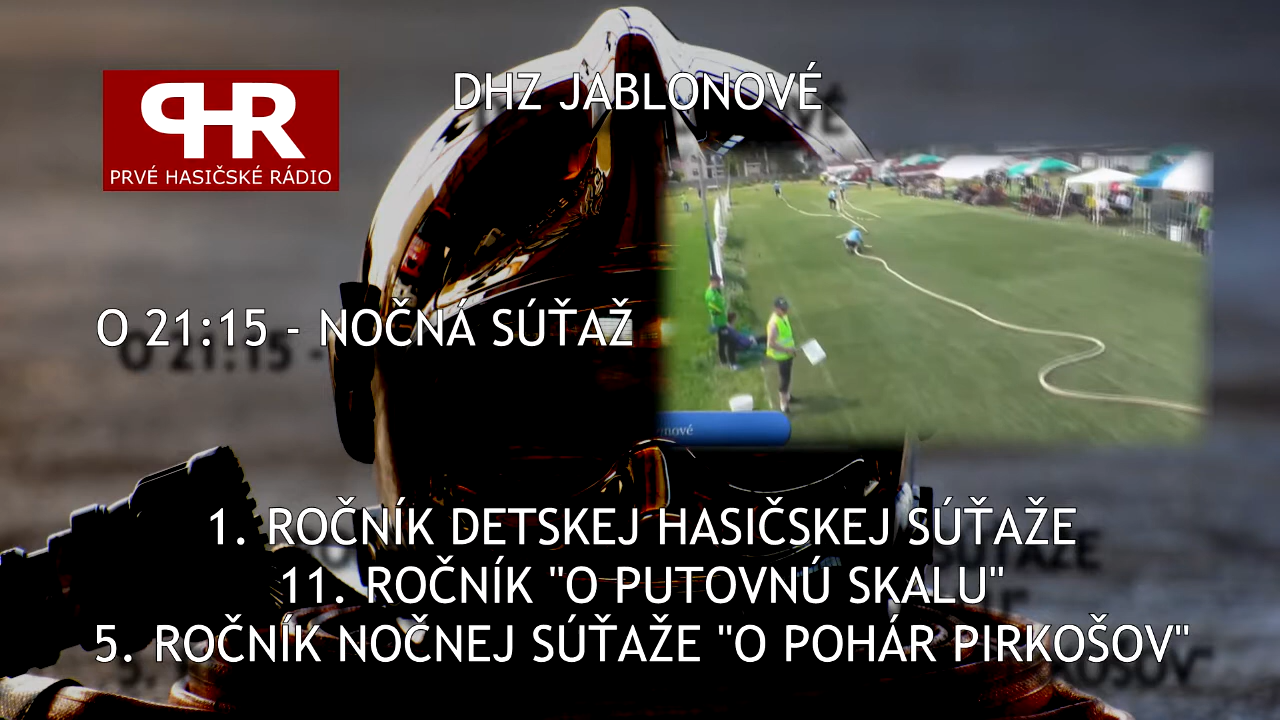 DHZ JABLONOVÉ
PHR
PRVÉ HASIČSKÉ RÁDIO
O 21:15 - NOČNÁ SÚŤAŽ
1. ROČNÍK DETSKEJ HASIČSKEJ SÚŤAŽE
11. ROČNÍK "O PUTOVNÚ SKALU"
5. ROČNÍK NOČNEJ SÚŤAŽE "O POHÁR PIRKOŠOV"